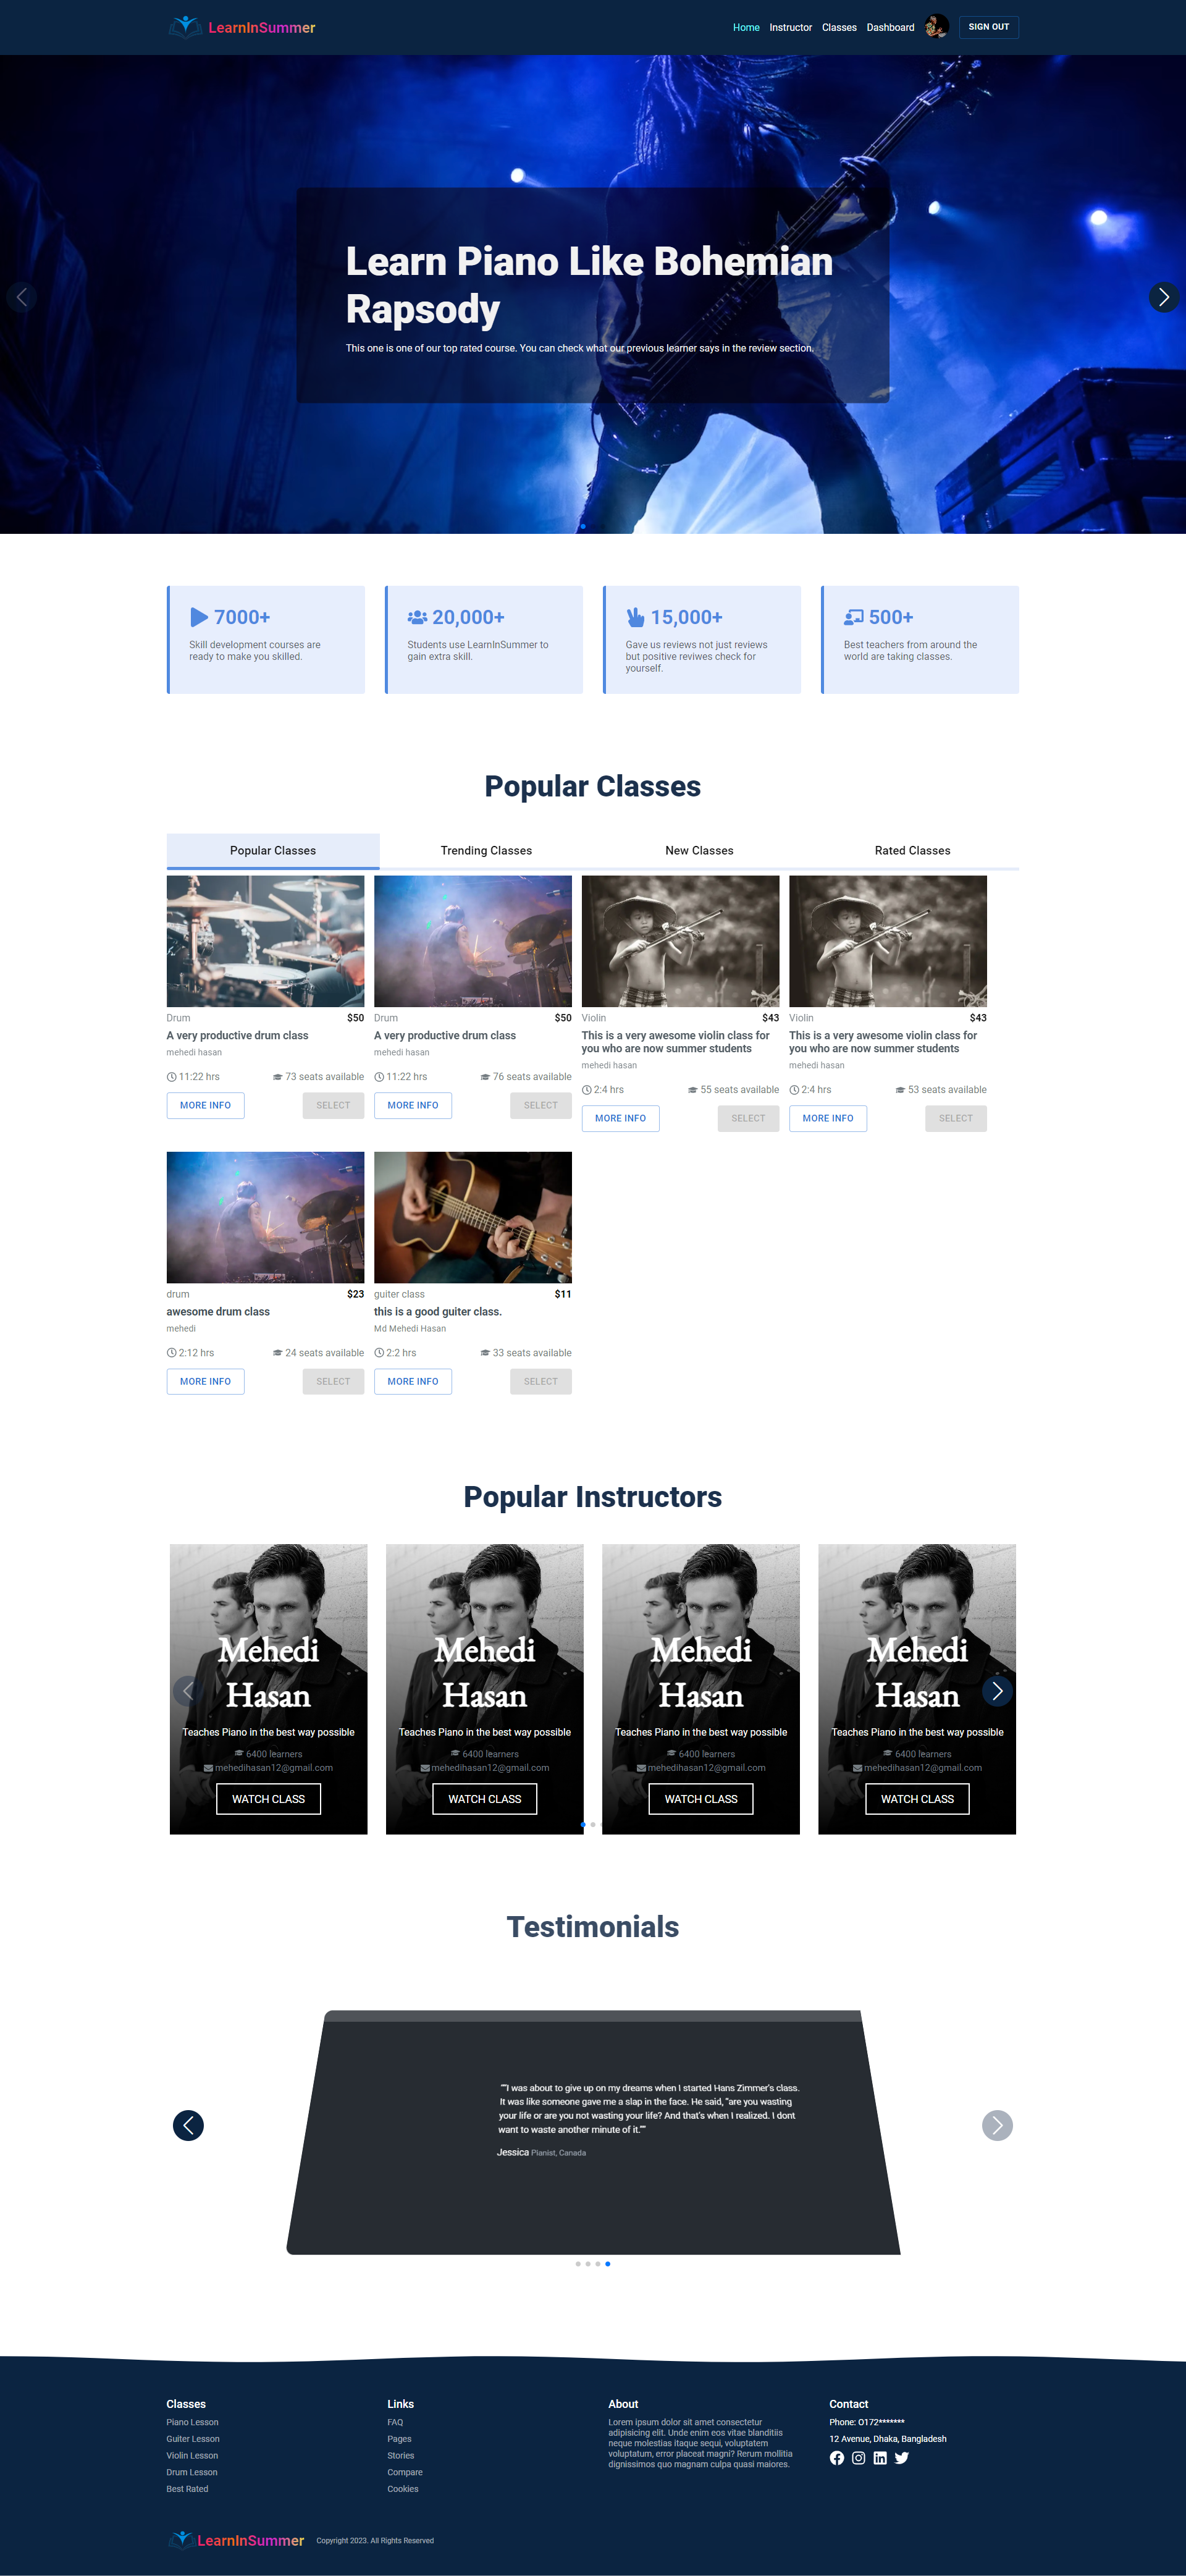 LearnInSummer
Home Instructor Classes Dashboard SIGN OUT
Learn Piano Like Bohemian
Rapsody
This one is one of our top rated course. You can check what our previous learner says in the review section.
7000+
Skill development courses are
ready to make you skilled.
20,000+
Students use LearnInSummer to
gain extra skill.
15,000+
Gave us reviews not just reviews
but positive reviwes check for
yourself.
500+
Best teachers from around the
world are taking classes.
Popular Classes
Popular Classes Trending Classes New Classes Rated Classes
Drum $50
A very productive drum class
mehedi hasan
11:22 hrs 73 seats available
MORE INFO SELECT
Drum $50
A very productive drum class
mehedi hasan
11:22 hrs 76 seats available
MORE INFO SELECT
Violin $43
This is a very awesome violin class for
you who are now summer students
mehedi hasan
2:4 hrs 55 seats available
MORE INFO SELECT
Violin $43
This is a very awesome violin class for
you who are now summer students
mehedi hasan
2:4 hrs 53 seats available
MORE INFO SELECT
drum $23
awesome drum class
mehedi
2:12 hrs 24 seats available
MORE INFO SELECT
guiter class $11
this is a good guiter class.
Md Mehedi Hasan
2:2 hrs 33 seats available
MORE INFO SELECT
Popular Instructors
Mehedi
Hasan
Teaches Piano in the best way possible
6400 learners
mehedihasan12@gmail.com
WATCH CLASS
Mehedi
Hasan
Teaches Piano in the best way possible
6400 learners
mehedihasan12@gmail.com
WATCH CLASS
Mehedi
Hasan
Teaches Piano in the best way possible
6400 learners
mehedihasan12@gmail.com
WATCH CLASS
Mehedi
Hasan
Teaches Piano in the best way possible
6400 learners
mehedihasan12@gmail.com
WATCH CLASS
Testimonials
""I was about to give up on my dreams when I started Hans Zimmer's class.
It was like someone gave me a slap in the face. He said, "are you wasting
your life or are you not wasting your life? And that's when I realized. I dont
want to waste another minute of it.""
Jessica Pianist, Canada
Classes
Piano Lesson
Guiter Lesson
Violin Lesson
Drum Lesson
Best Rated
Links
FAQ
Pages
Stories
Compare
Cookies
About
Lorem ipsum dolor sit amet consectetur
adipisicing elit. Unde enim eos vitae blanditiis
neque molestias itaque sequi, voluptatem
voluptatum, error placeat magni? Rerum mollitia
dignissimos quo magnam culpa quasi maiores.
Contact
Phone: 0172*******
12 Avenue, Dhaka, Bangladesh
LearnInSummer Copyright 2023. All Rights Reserved